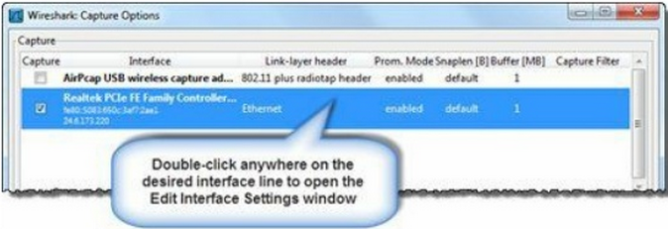 Wireshark: Capture Options
Capture
Capture Interface Link-layer header Prom. Mode Snaplen [B] Buffer [MB] Capture Filter
AirPcap USB wireless capture ad... 802.11 plus radiotap header enabled default 1
Realtek PCIe FE Family Controller... Ethernet enabled default 1
fe80::5083:650c:3af7:2ae1
24.6.173.220
Double-click anywhere on the
desired interface line to open the
Edit Interface Settings window